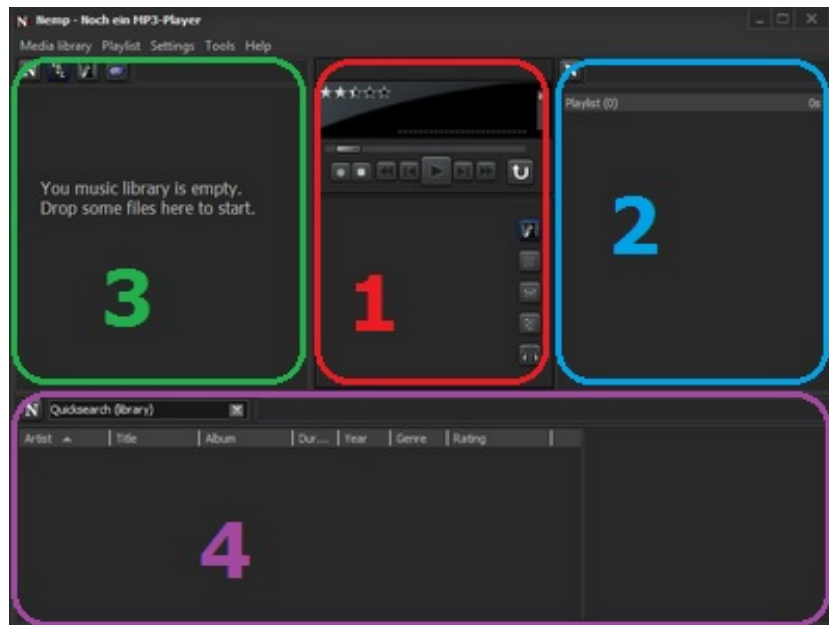 N Nemp - Noch ein MP3-Player
Media library Playlist Settings Tools Help
Playlist (0) 0s
You music library is empty.
Drop some files here to start.
3
1
2
N Quicksearch (library)
Artist Title Album Dur... Year Genre Rating
4